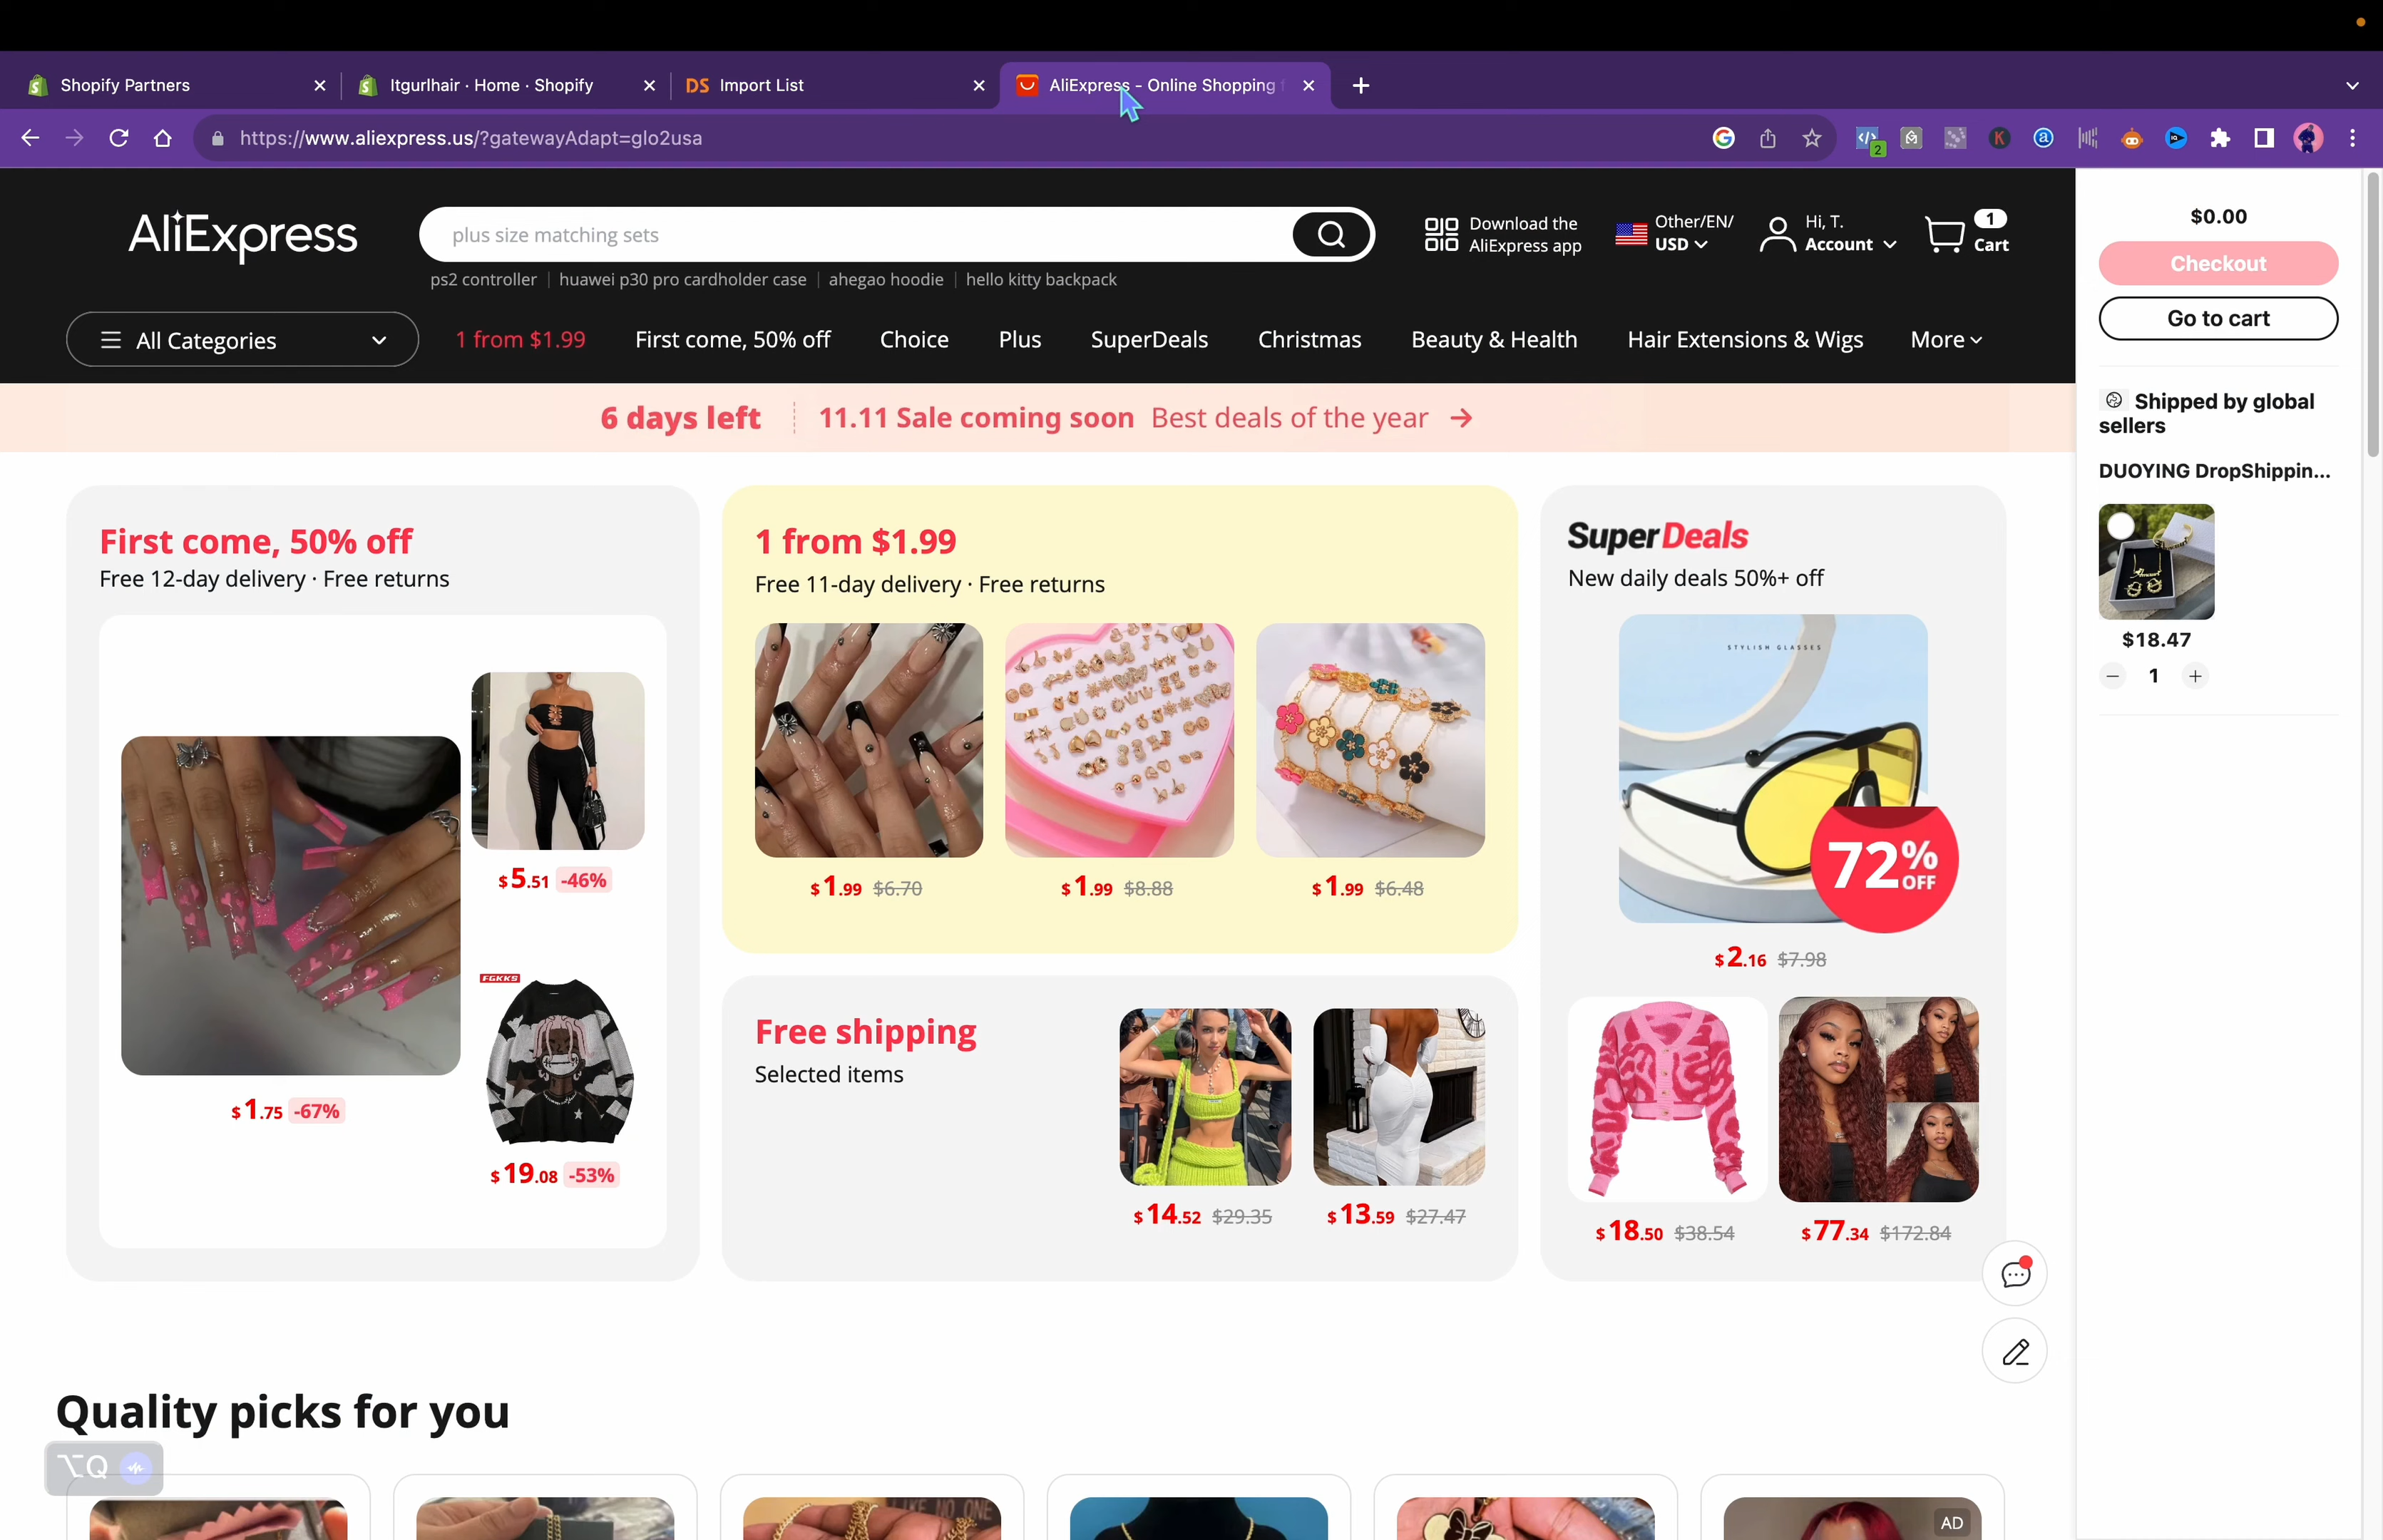 Shopify Partners
Itgurlhair · Home · Shopify
DS Import List
AliExpress - Online Shopping
https://www.aliexpress.us/?gatewayAdapt=glo2usa
2
AliExpress
plus size matching sets
Download the
AliExpress app
Other/EN/
USD
Hi, T.
Account
1
Cart
ps2 controller
huawei p30 pro cardholder case
ahegao hoodie
hello kitty backpack
All Categories
1 from $1.99
First come, 50% off
Choice
Plus
SuperDeals
Christmas
Beauty & Health
Hair Extensions & Wigs
More
6 days left
11.11 Sale coming soon
Best deals of the year
First come, 50% off
Free 12-day delivery · Free returns
$5.51 -46%
FGKKS
$1.75 -67%
$19.08 -53%
1 from $1.99
Free 11-day delivery · Free returns
$1.99 $6.70
$1.99 $8.88
$1.99 $6.48
Free shipping
Selected items
$14.52 $29.35
$13.59 $27.47
SuperDeals
New daily deals 50%+ off
STYLISH GLASSES
72% OFF
$2.16 $7.98
$18.50 $38.54
$77.34 $172.84
$0.00
Checkout
Go to cart
Shipped by global
sellers
DUOYING DropShippin...
$18.47
1
Quality picks for you
⌥Q
LIKE NO ONE
AD